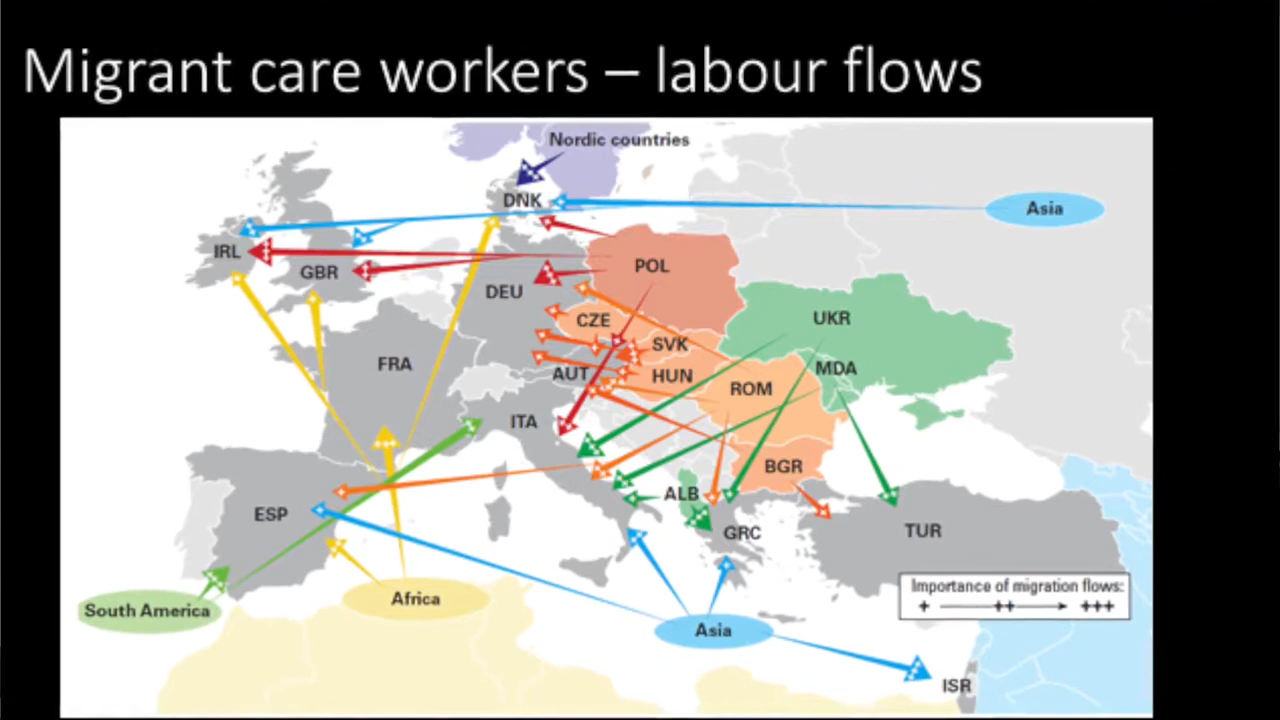 Migrant care workers – labour flows
Nordic countries
DNK
Asia
IRL
GBR
POL
DEU
CZE
UKR
SVK
FRA
AUT
HUN
ROM
MDA
ITA
BGR
ESP
ALB
GRC
TUR
Importance of migration flows:
+ ++ +++
South America
Africa
Asia
ISR